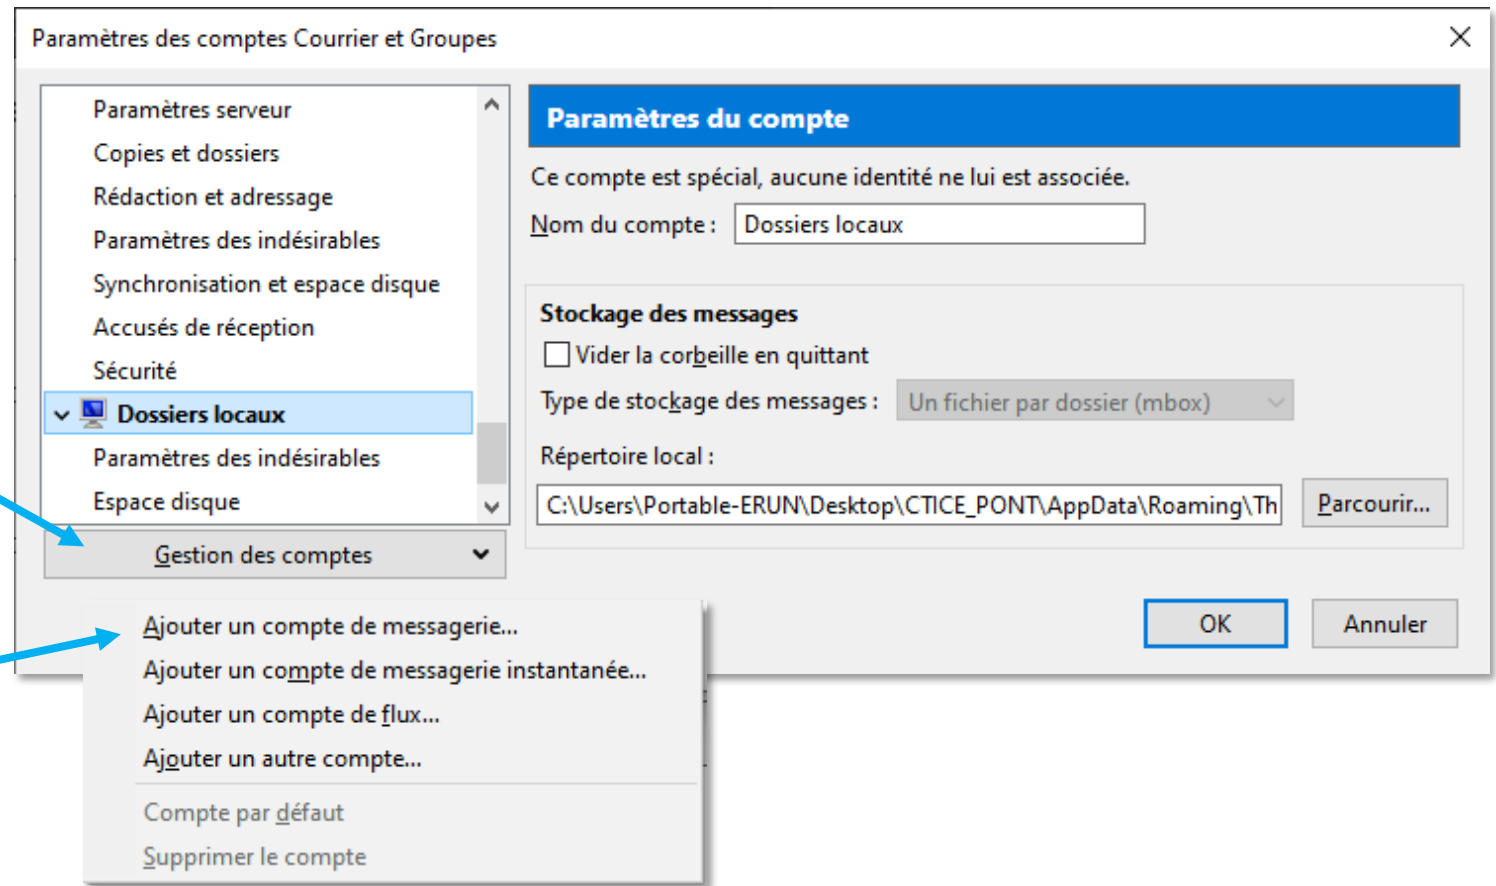 Paramètres des comptes Courrier et Groupes
Paramètres serveur
Copies et dossiers
Rédaction et adressage
Paramètres des indésirables
Synchronisation et espace disque
Accusés de réception
Sécurité
Dossiers locaux
Paramètres des indésirables
Espace disque
Gestion des comptes
Paramètres du compte
Ce compte est spécial, aucune identité ne lui est associée.
Nom du compte : Dossiers locaux
Stockage des messages
Vider la corbeille en quittant
Type de stockage des messages : Un fichier par dossier (mbox)
Répertoire local :
C:\Users\Portable-ERUN\Desktop\CTICE_PONT\AppData\Roaming\Th Parcourir...
OK Annuler
Ajouter un compte de messagerie...
Ajouter un compte de messagerie instantanée...
Ajouter un compte de flux...
Ajouter un autre compte...
Compte par défaut
Supprimer le compte